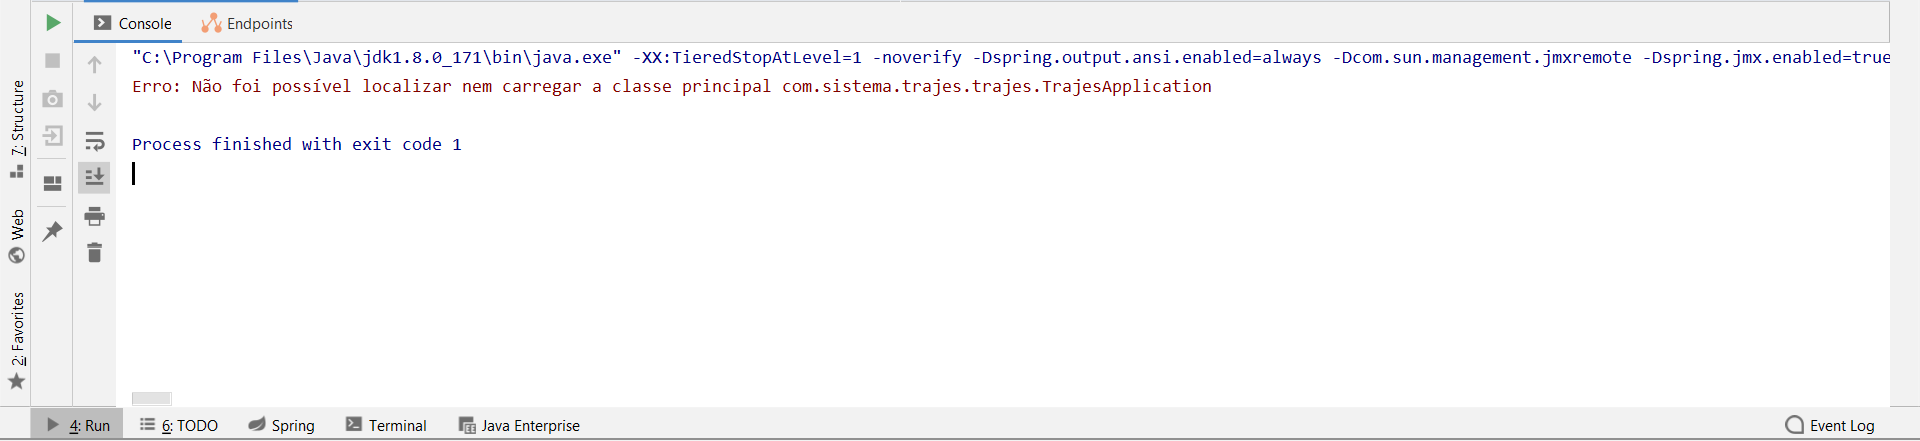 Console
Endpoints
"C:\Program Files\Java\jdk1.8.0_171\bin\java.exe" -XX:TieredStopAtLevel=1 -noverify -Dspring.output.ansi.enabled=always -Dcom.sun.management.jmxremote -Dspring.jmx.enabled=true
Erro: Não foi possível localizar nem carregar a classe principal com.sistema.trajes.trajes.TrajesApplication
Process finished with exit code 1
7: Structure
Web
2: Favorites
4: Run
6: TODO
Spring
Terminal
Java Enterprise
Event Log